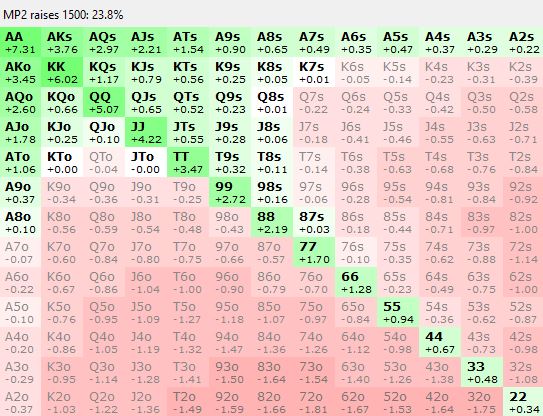 MP2 raises 1500: 23.8%
AA AKs AQs AJs ATs A9s A8s A7s A6s A5s A4s A3s A2s
+7.31 +3.76 +2.97 +2.21 +1.54 +0.90 +0.65 +0.49 +0.35 +0.47 +0.37 +0.29 +0.22
AKo KK KQs KJs KTs K9s K8s K7s K6s K5s K4s K3s K2s
+3.45 +6.02 +1.17 +0.79 +0.56 +0.25 +0.05 +0.01 -0.05 -0.14 -0.23 -0.31 -0.39
AQo KQo QQ QJs QTs Q9s Q8s Q7s Q6s Q5s Q4s Q3s Q2s
+2.60 +0.66 +5.07 +0.65 +0.52 +0.23 +0.01 -0.22 -0.24 -0.33 -0.42 -0.50 -0.58
AJo KJo QJo JJ JTs J9s J8s J7s J6s J5s J4s J3s J2s
+1.78 +0.25 +0.10 +4.22 +0.55 +0.28 +0.06 -0.18 -0.41 -0.46 -0.55 -0.63 -0.71
ATo KTo QTo JTo TT T9s T8s T7s T6s T5s T4s T3s T2s
+1.06 +0.00 -0.04 -0.00 +3.47 +0.32 +0.11 -0.14 -0.38 -0.63 -0.68 -0.76 -0.84
A9o K9o Q9o J9o T9o 99 98s 97s 96s 95s 94s 93s 92s
+0.37 -0.34 -0.36 -0.31 -0.25 +2.72 +0.16 -0.06 -0.28 -0.54 -0.81 -0.84 -0.92
A8o K8o Q8o J8o T8o 98o 88 87s 86s 85s 84s 83s 82s
+0.10 -0.56 -0.59 -0.54 -0.48 -0.43 +2.19 +0.03 -0.18 -0.44 -0.71 -0.97 -1.00
A7o K7o Q7o J7o T7o 97o 87o 77 76s 75s 74s 73s 72s
-0.07 -0.60 -0.84 -0.80 -0.75 -0.66 -0.57 +1.70 -0.10 -0.35 -0.62 -0.88 -1.14
A6o K6o Q6o J6o T6o 96o 86o 76o 66 65s 64s 63s 62s
-0.22 -0.67 -0.86 -1.04 -1.00 -0.90 -0.79 -0.70 +1.28 -0.23 -0.49 -0.75 -1.00
A5o K5o Q5o J5o T5o 95o 85o 75o 65o 55 54s 53s 52s
-0.10 -0.76 -0.95 -1.09 -1.27 -1.18 -1.07 -0.97 -0.84 +0.94 -0.36 -0.62 -0.87
A4o K4o Q4o J4o T4o 94o 84o 74o 64o 54o 44 43s 42s
-0.20 -0.86 -1.05 -1.19 -1.32 -1.47 -1.36 -1.26 -1.12 -0.98 +0.67 -0.73 -0.98
A3o K3o Q3o J3o T3o 93o 83o 73o 63o 53o 43o 33 32s
-0.29 -0.95 -1.14 -1.28 -1.41 -1.50 -1.64 -1.54 -1.40 -1.26 -1.38 +0.48 -1.08
A2o K2o Q2o J2o T2o 92o 82o 72o 62o 52o 42o 32o 22
-0.37 -1.03 -1.22 -1.36 -1.49 -1.59 -1.66 -1.81 -1.67 -1.53 -1.64 -1.75 +0.34